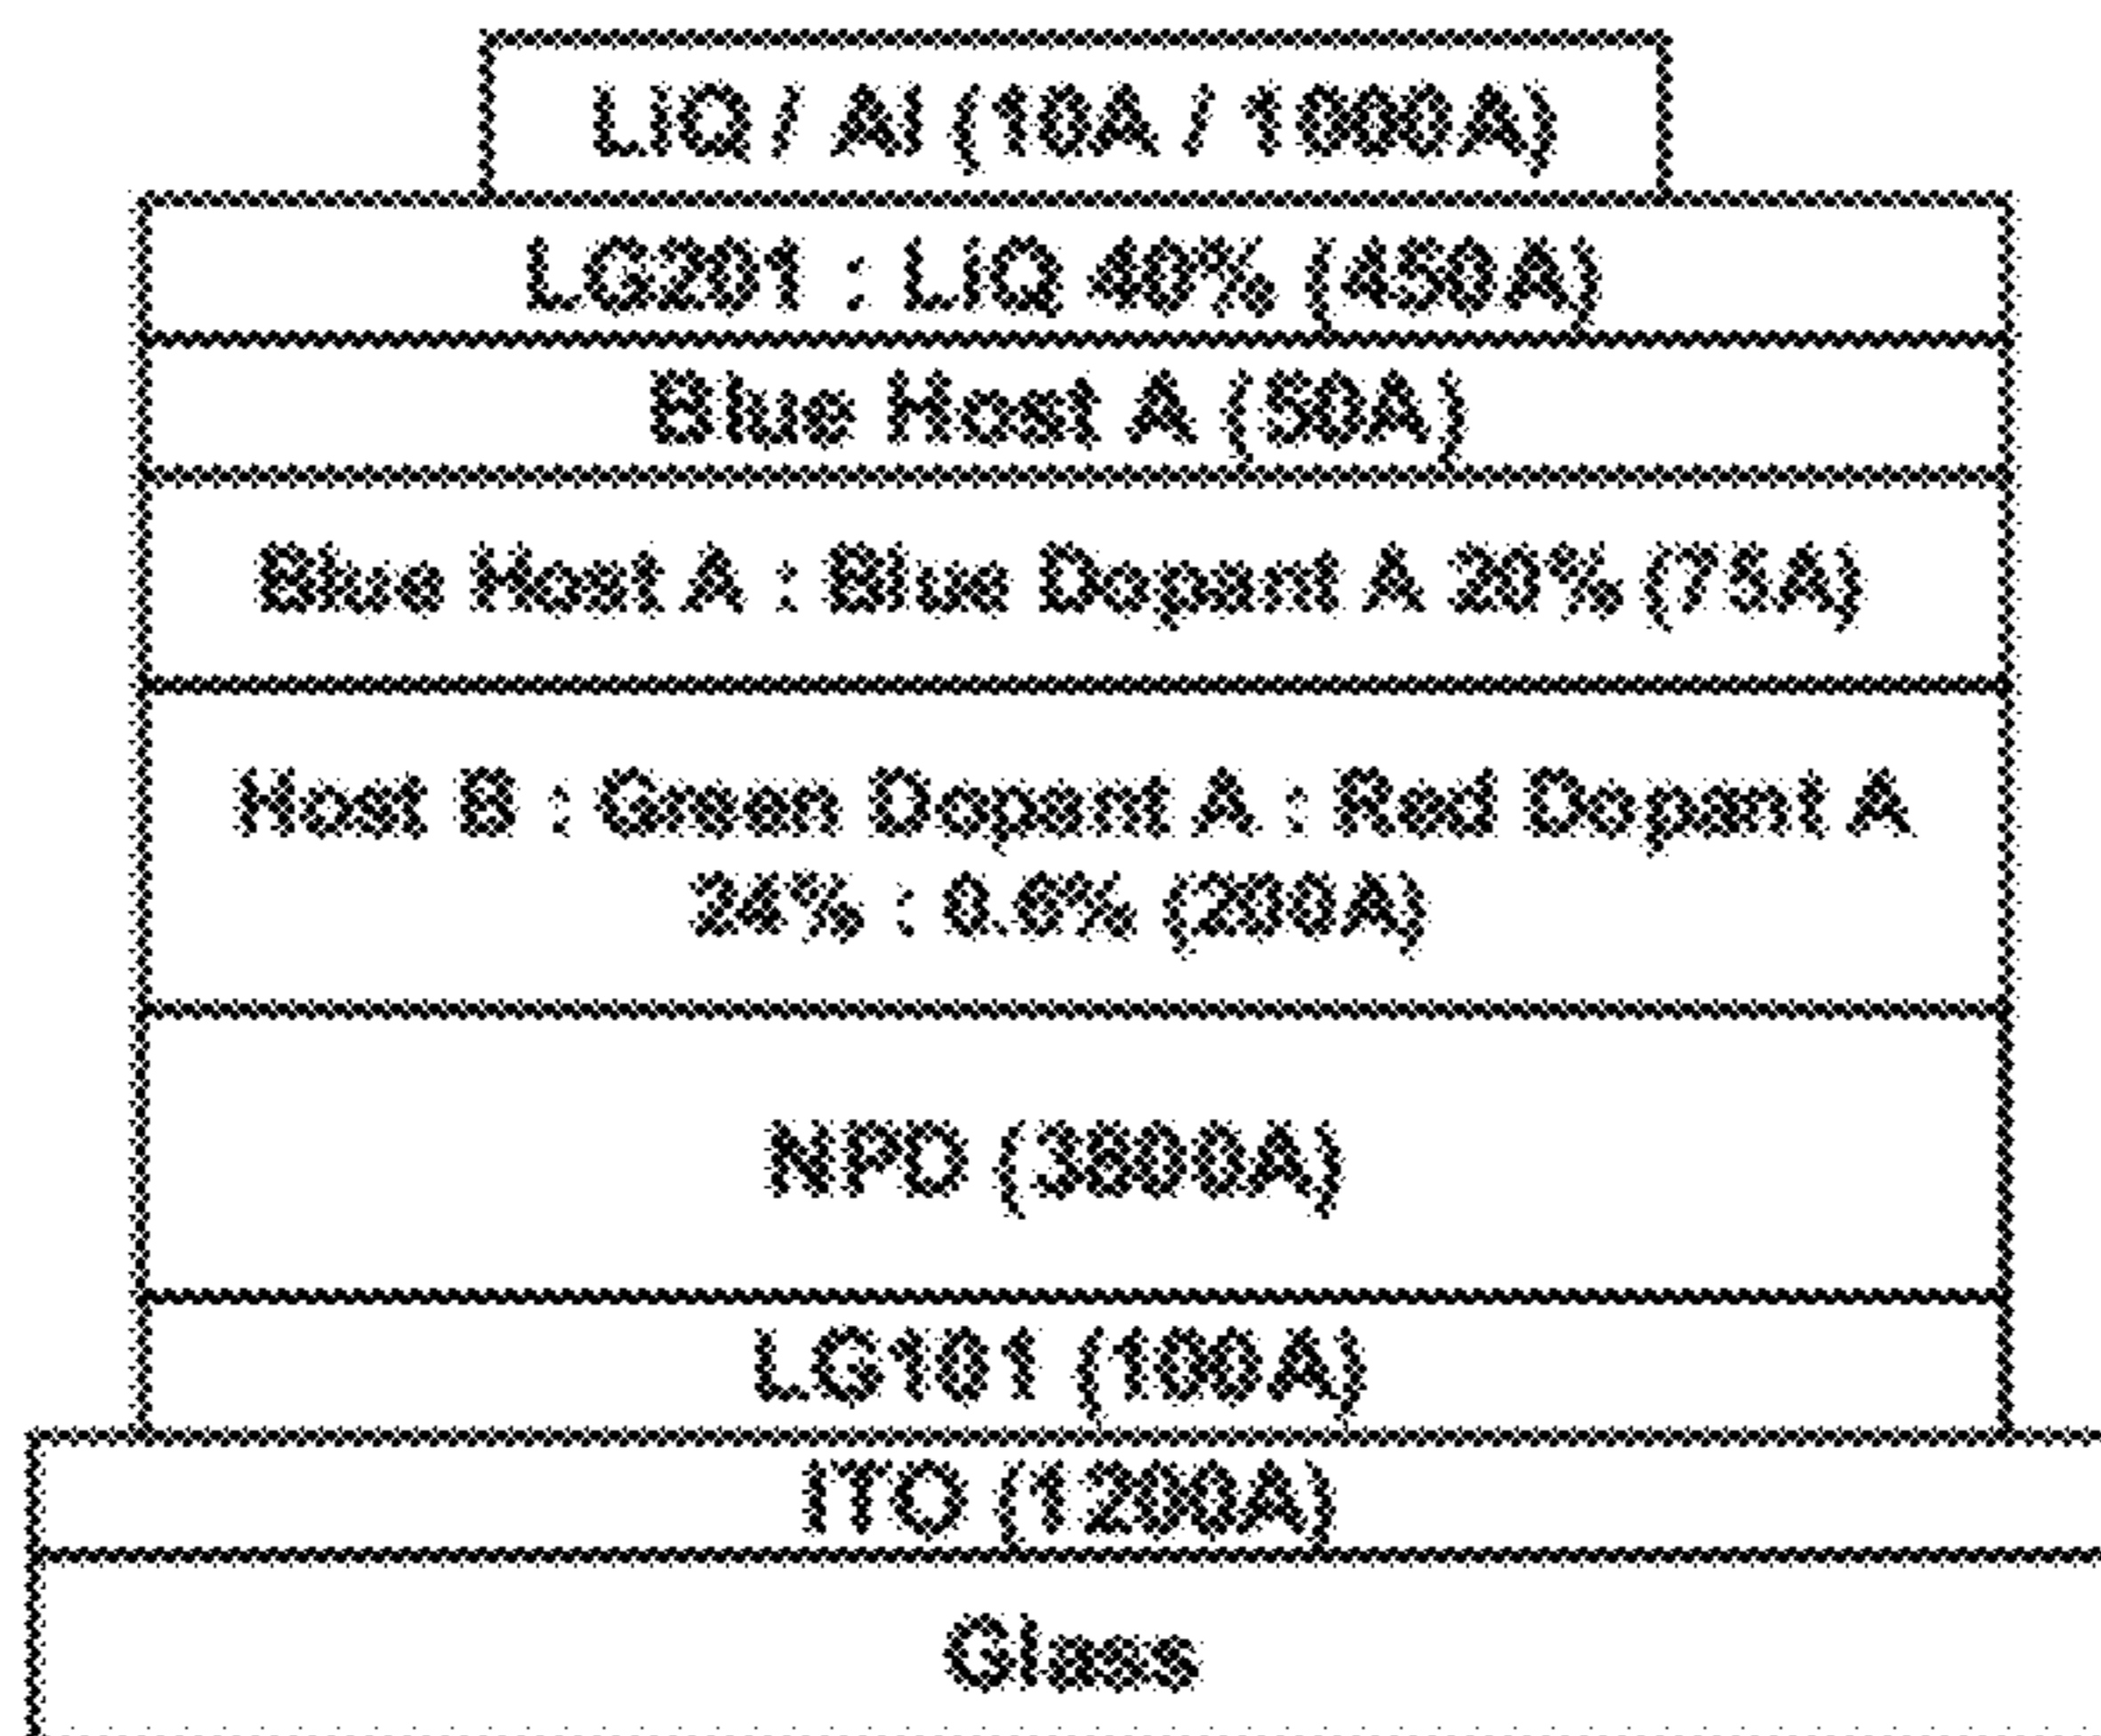 LiQ / Al (10A / 1000A)
LG201 : LiQ 40% (450A)
Blue Host A (50A)
Blue Host A : Blue Dopant A 20% (75A)
Host B : Green Dopant A : Red Dopant A
24% : 0.6% (200A)
NPD (3800A)
LG101 (100A)
ITO (1200A)
Glass